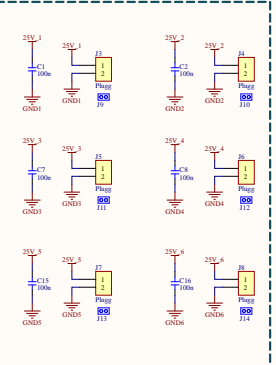 25V_1
25V_1
J3
C1
100n
1
2
GND1
GND1
Plugg
J9
25V_2
25V_2
J4
C2
100n
1
2
GND2
GND2
Plugg
J10
25V_3
25V_3
J5
C7
100n
1
2
GND3
GND3
Plugg
J11
25V_4
25V_4
J6
C8
100n
1
2
GND4
GND4
Plugg
J12
25V_5
25V_5
J7
C15
100n
1
2
GND5
GND5
Plugg
J13
25V_6
25V_6
J8
C16
100n
1
2
GND6
GND6
Plugg
J14